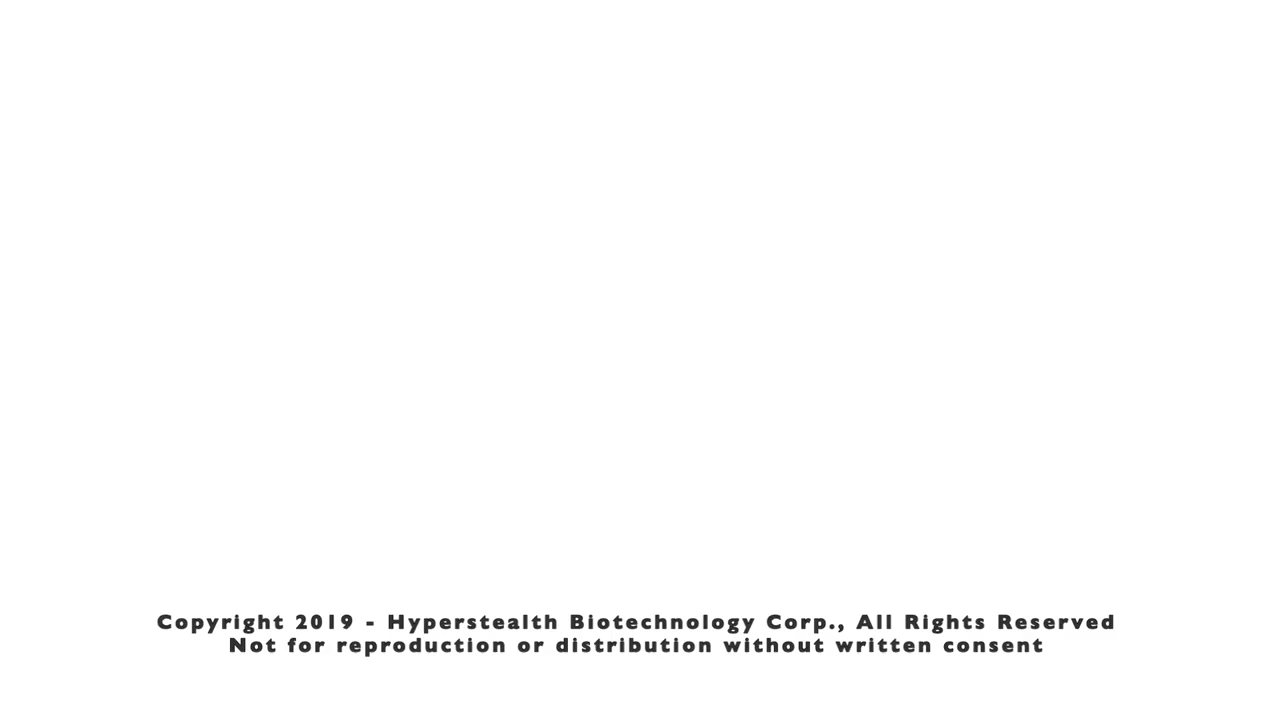 Copyright 2019 - Hyperstealth Biotechnology Corp., All Rights Reserved
Not for reproduction or distribution without written consent